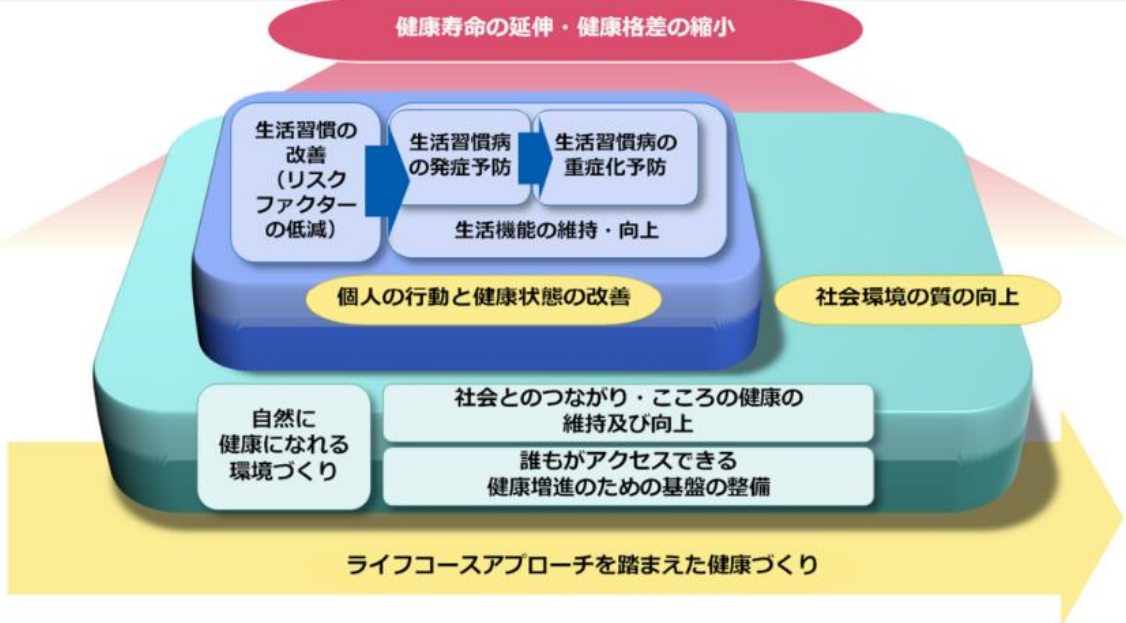 健康寿命の延伸・健康格差の縮小
生活習慣の
改善
（リスク
ファクター
の低減）
生活習慣病
の発症予防
生活習慣病の
重症化予防
生活機能の維持・向上
個人の行動と健康状態の改善
社会環境の質の向上
自然に
健康になれる
環境づくり
社会とのつながり・こころの健康の
維持及び向上
誰もがアクセスできる
健康増進のための基盤の整備
ライフコースアプローチを踏まえた健康づくり